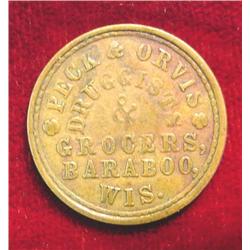 PECK & ORVIS
DRUGGISTS
&
GROCERS,
BARABOO,
WIS.